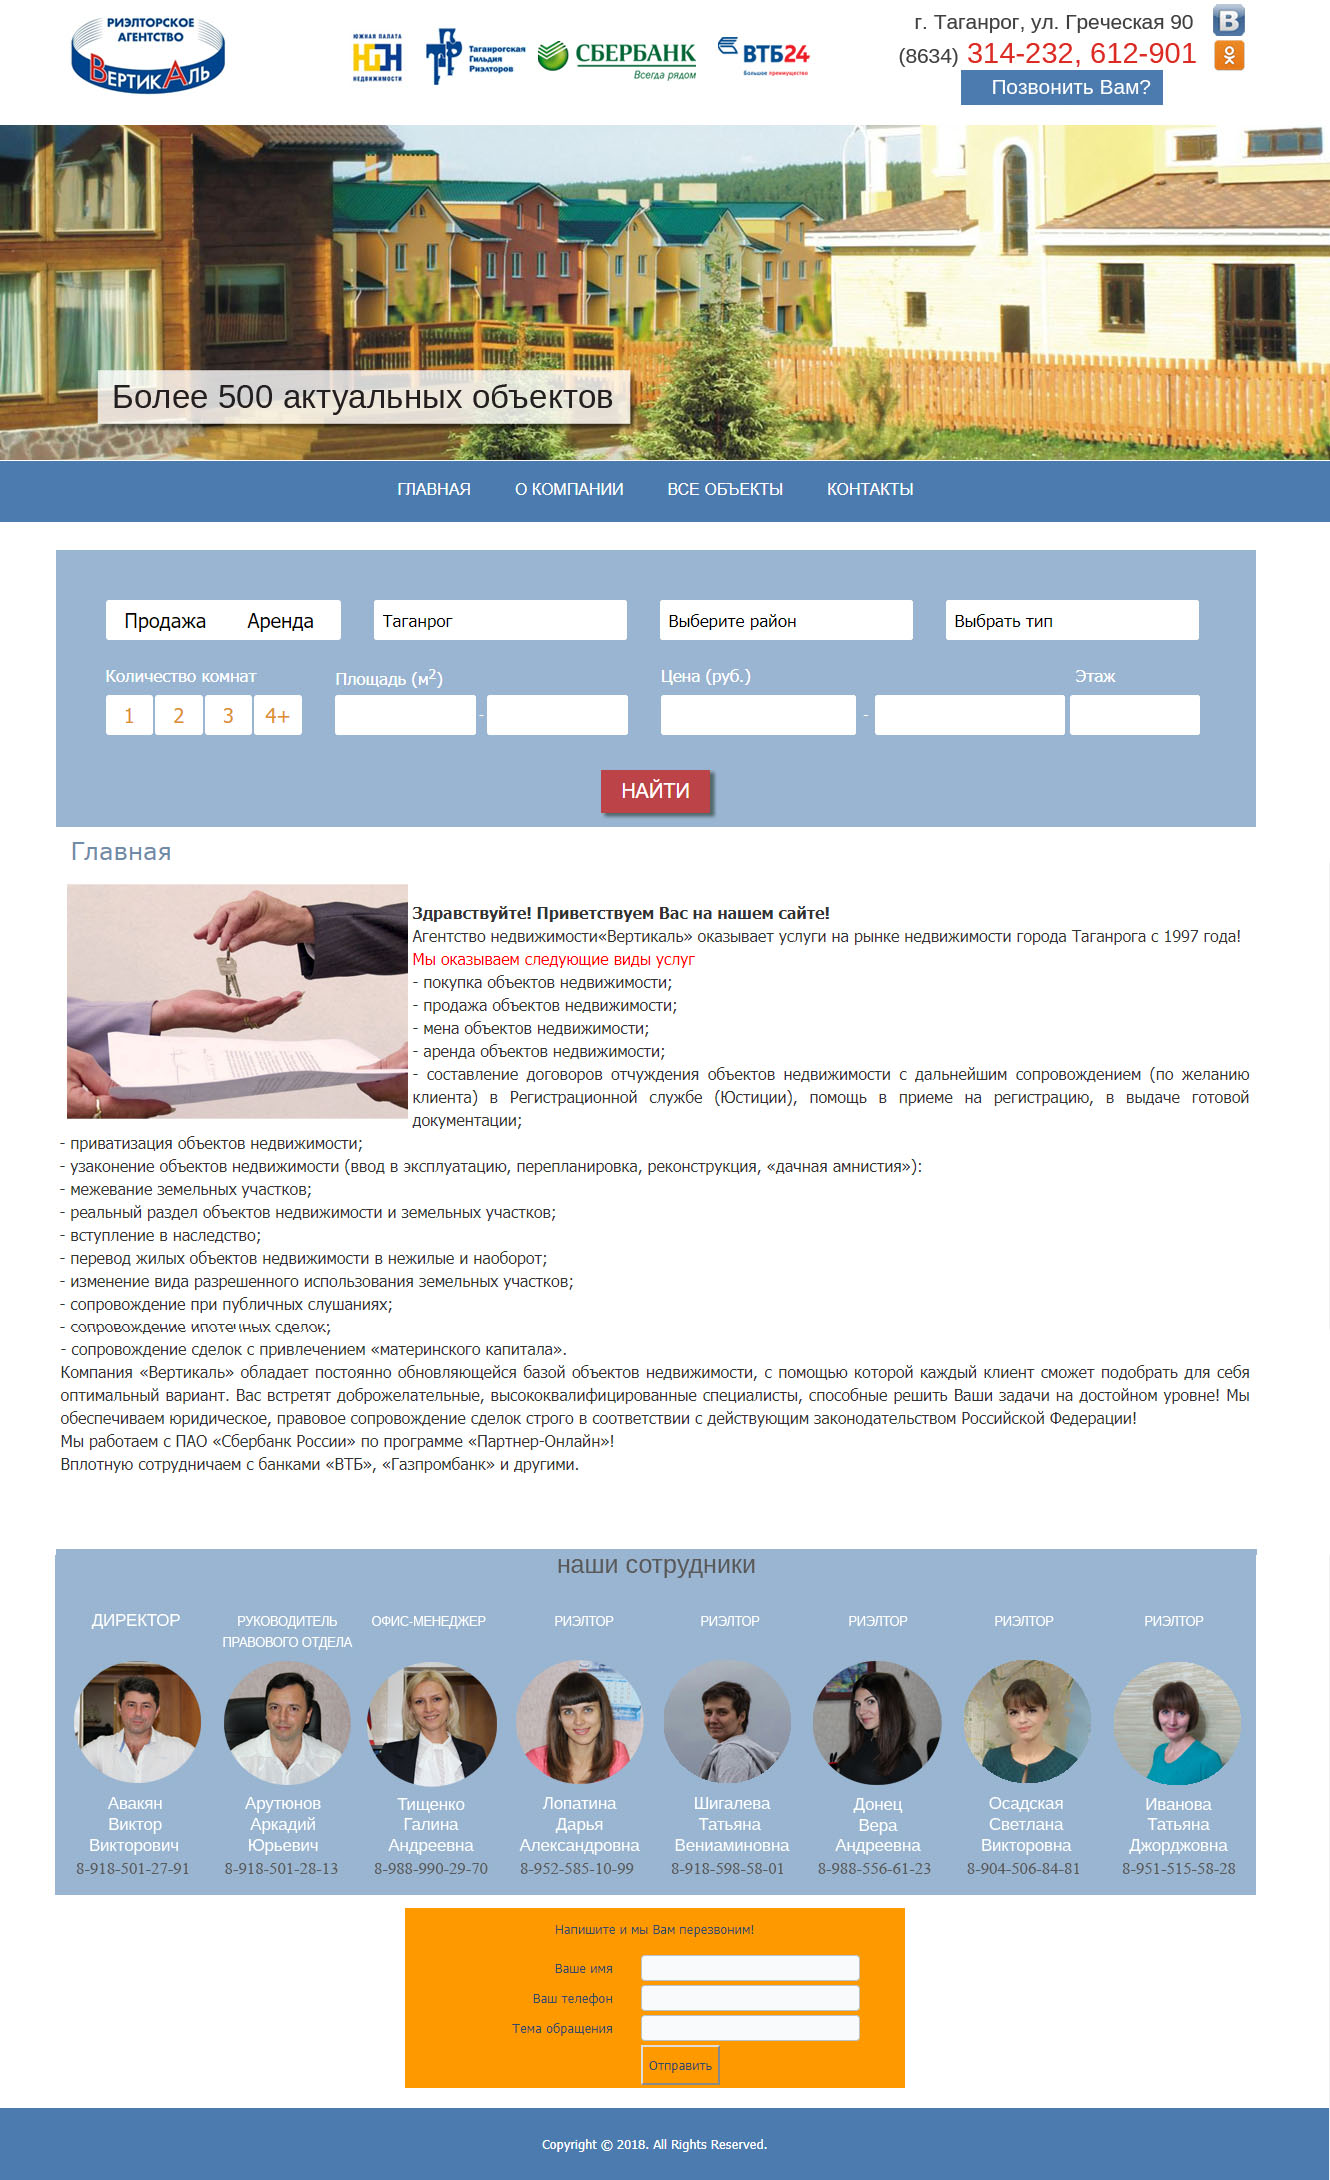 РИЭЛТОРСКОЕ
АГЕНТСТВО
ВЕРТИКАЛЬ
ЮЖНАЯ ПАЛАТА
НЕДВИЖИМОСТИ
Таганрогская
Гильдия
Риэлторов
СБЕРБАНК
Всегда рядом
ВТБ24
Большое преимущество
г. Таганрог, ул. Греческая 90
(8634) 314-232, 612-901
Позвонить Вам?
Более 500 актуальных объектов
ГЛАВНАЯ О КОМПАНИИ ВСЕ ОБЪЕКТЫ КОНТАКТЫ
Продажа Аренда Таганрог Выберите район Выбрать тип
Количество комнат Площадь (м²) Цена (руб.) Этаж
1 2 3 4+ - -
НАЙТИ
Главная
Здравствуйте! Приветствуем Вас на нашем сайте!
Агентство недвижимости«Вертикаль» оказывает услуги на рынке недвижимости города Таганрога с 1997 года!
Мы оказываем следующие виды услуг
- покупка объектов недвижимости;
- продажа объектов недвижимости;
- мена объектов недвижимости;
- аренда объектов недвижимости;
- составление договоров отчуждения объектов недвижимости с дальнейшим сопровождением (по желанию
клиента) в Регистрационной службе (Юстиции), помощь в приеме на регистрацию, в выдаче готовой
документации;
- приватизация объектов недвижимости;
- узаконение объектов недвижимости (ввод в эксплуатацию, перепланировка, реконструкция, «дачная амнистия»):
- межевание земельных участков;
- реальный раздел объектов недвижимости и земельных участков;
- вступление в наследство;
- перевод жилых объектов недвижимости в нежилые и наоборот;
- изменение вида разрешенного использования земельных участков;
- сопровождение при публичных слушаниях;
- сопровождение ипотечных сделок;
- сопровождение сделок с привлечением «материнского капитала».
Компания «Вертикаль» обладает постоянно обновляющейся базой объектов недвижимости, с помощью которой каждый клиент сможет подобрать для себя
оптимальный вариант. Вас встретят доброжелательные, высококвалифицированные специалисты, способные решить Ваши задачи на достойном уровне! Мы
обеспечиваем юридическое, правовое сопровождение сделок строго в соответствии с действующим законодательством Российской Федерации!
Мы работаем с ПАО «Сбербанк России» по программе «Партнер-Онлайн»!
Вплотную сотрудничаем с банками «ВТБ», «Газпромбанк» и другими.
наши сотрудники
ДИРЕКТОР РУКОВОДИТЕЛЬ ОФИС-МЕНЕДЖЕР РИЭЛТОР РИЭЛТОР РИЭЛТОР РИЭЛТОР РИЭЛТОР
ПРАВОВОГО ОТДЕЛА
Авакян Арутюнов Тищенко Лопатина Шигалева Донец Осадская Иванова
Виктор Аркадий Галина Дарья Татьяна Вера Светлана Татьяна
Викторович Юрьевич Андреевна Александровна Вениаминовна Андреевна Викторовна Джорджовна
8-918-501-27-91 8-918-501-28-13 8-988-990-29-70 8-952-585-10-99 8-918-598-58-01 8-988-556-61-23 8-904-506-84-81 8-951-515-58-28
Напишите и мы Вам перезвоним!
Ваше имя
Ваш телефон
Тема обращения
Отправить
Copyright © 2018. All Rights Reserved.